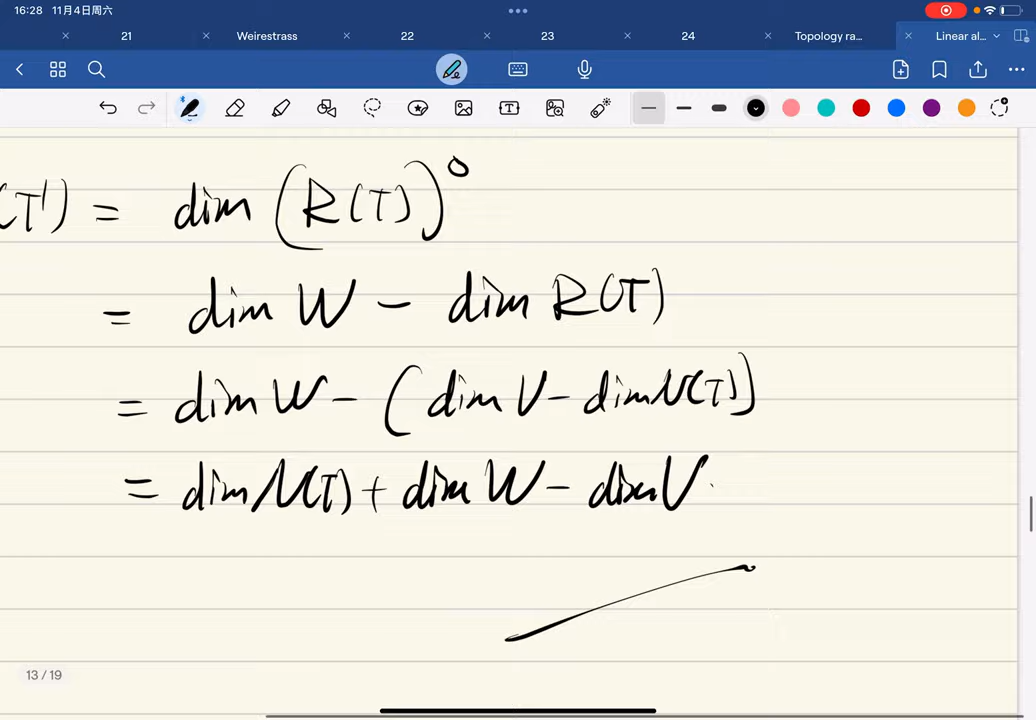 16:28 11月4日周六
21 Weirestrass 22 23 24 Topology ra... Linear al...
(T') = dim (R(T))⁰
= dim W - dim R(T)
= dim W - (dim V - dim N(T))
= dim N(T) + dim W - dim V.
13 / 19